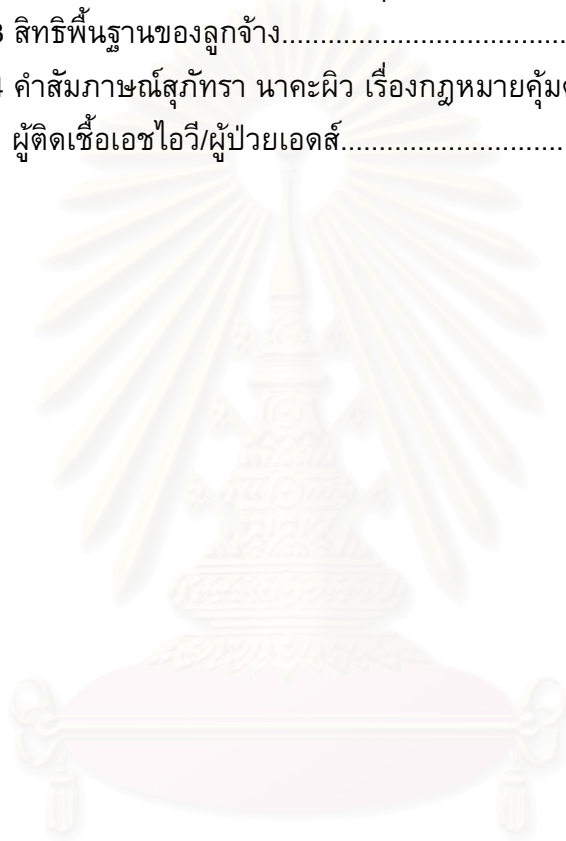 3 สิทธิพื้นฐานของลูกจ้าง....................................
4 คำสัมภาษณ์สุภัทรา นาคะผิว เรื่องกฎหมายคุ้ม
ผู้ติดเชื้อเอชไอวี/ผู้ป่วยเอดส์............................